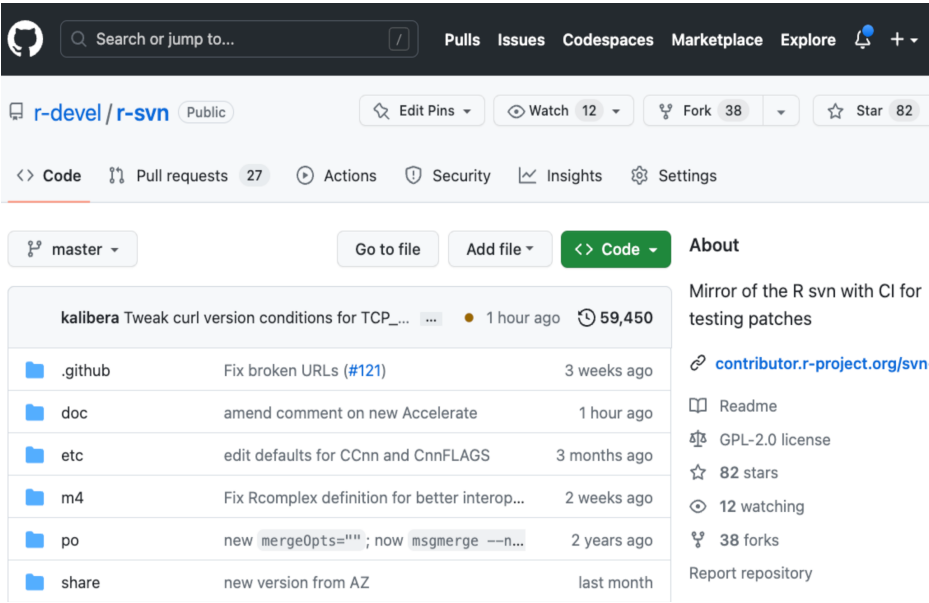 Search or jump to... /
Pulls Issues Codespaces Marketplace Explore
r-devel / r-svn Public
Edit Pins Watch 12 Fork 38 Star 82
Code Pull requests 27 Actions Security Insights Settings
master Go to file Add file Code
kalibera Tweak curl version conditions for TCP_... ... 1 hour ago 59,450
.github Fix broken URLs (#121) 3 weeks ago
doc amend comment on new Accelerate 1 hour ago
etc edit defaults for CCnn and CnnFLAGS 3 months ago
m4 Fix Rcomplex definition for better interop... 2 weeks ago
po new mergeOpts=""; now msgmerge --n... 2 years ago
share new version from AZ last month
About
Mirror of the R svn with CI for
testing patches
contributor.r-project.org/svn
Readme
GPL-2.0 license
82 stars
12 watching
38 forks
Report repository